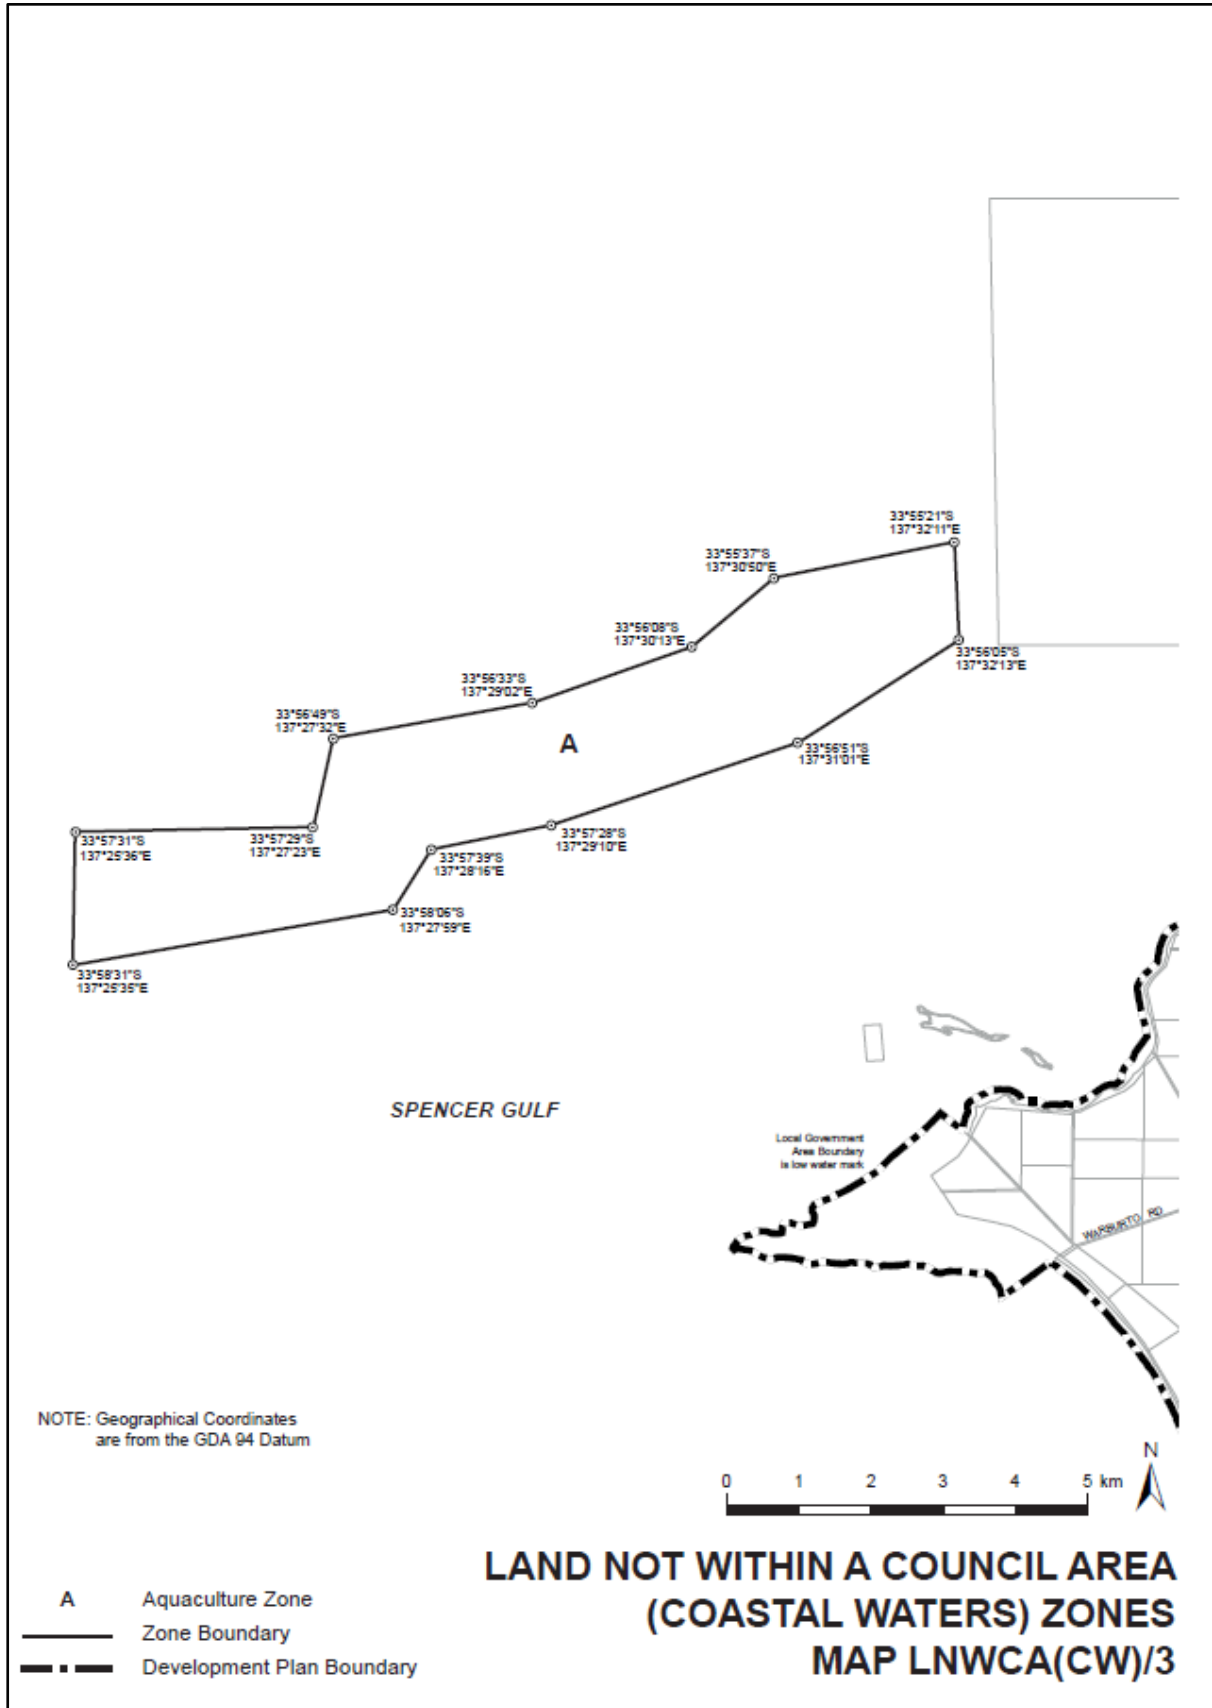 33°55'21"S
137°32'11"E
33°55'37"S
137°30'50"E
33°56'08"S
137°30'13"E
33°56'05"S
137°32'13"E
33°56'33"S
137°29'02"E
33°56'49"S
137°27'32"E
A
33°56'51"S
137°31'01"E
33°57'31"S
137°25'36"E
33°57'29"S
137°27'23"E
33°57'28"S
137°29'10"E
33°57'39"S
137°28'16"E
33°58'06"S
137°27'59"E
33°58'31"S
137°25'35"E
SPENCER GULF
Local Government
Area Boundary
is low water mark
WARBURTO RD
NOTE: Geographical Coordinates
are from the GDA 94 Datum
N
0 1 2 3 4 5 km
LAND NOT WITHIN A COUNCIL AREA
(COASTAL WATERS) ZONES
MAP LNWCA(CW)/3
A Aquaculture Zone
Zone Boundary
Development Plan Boundary